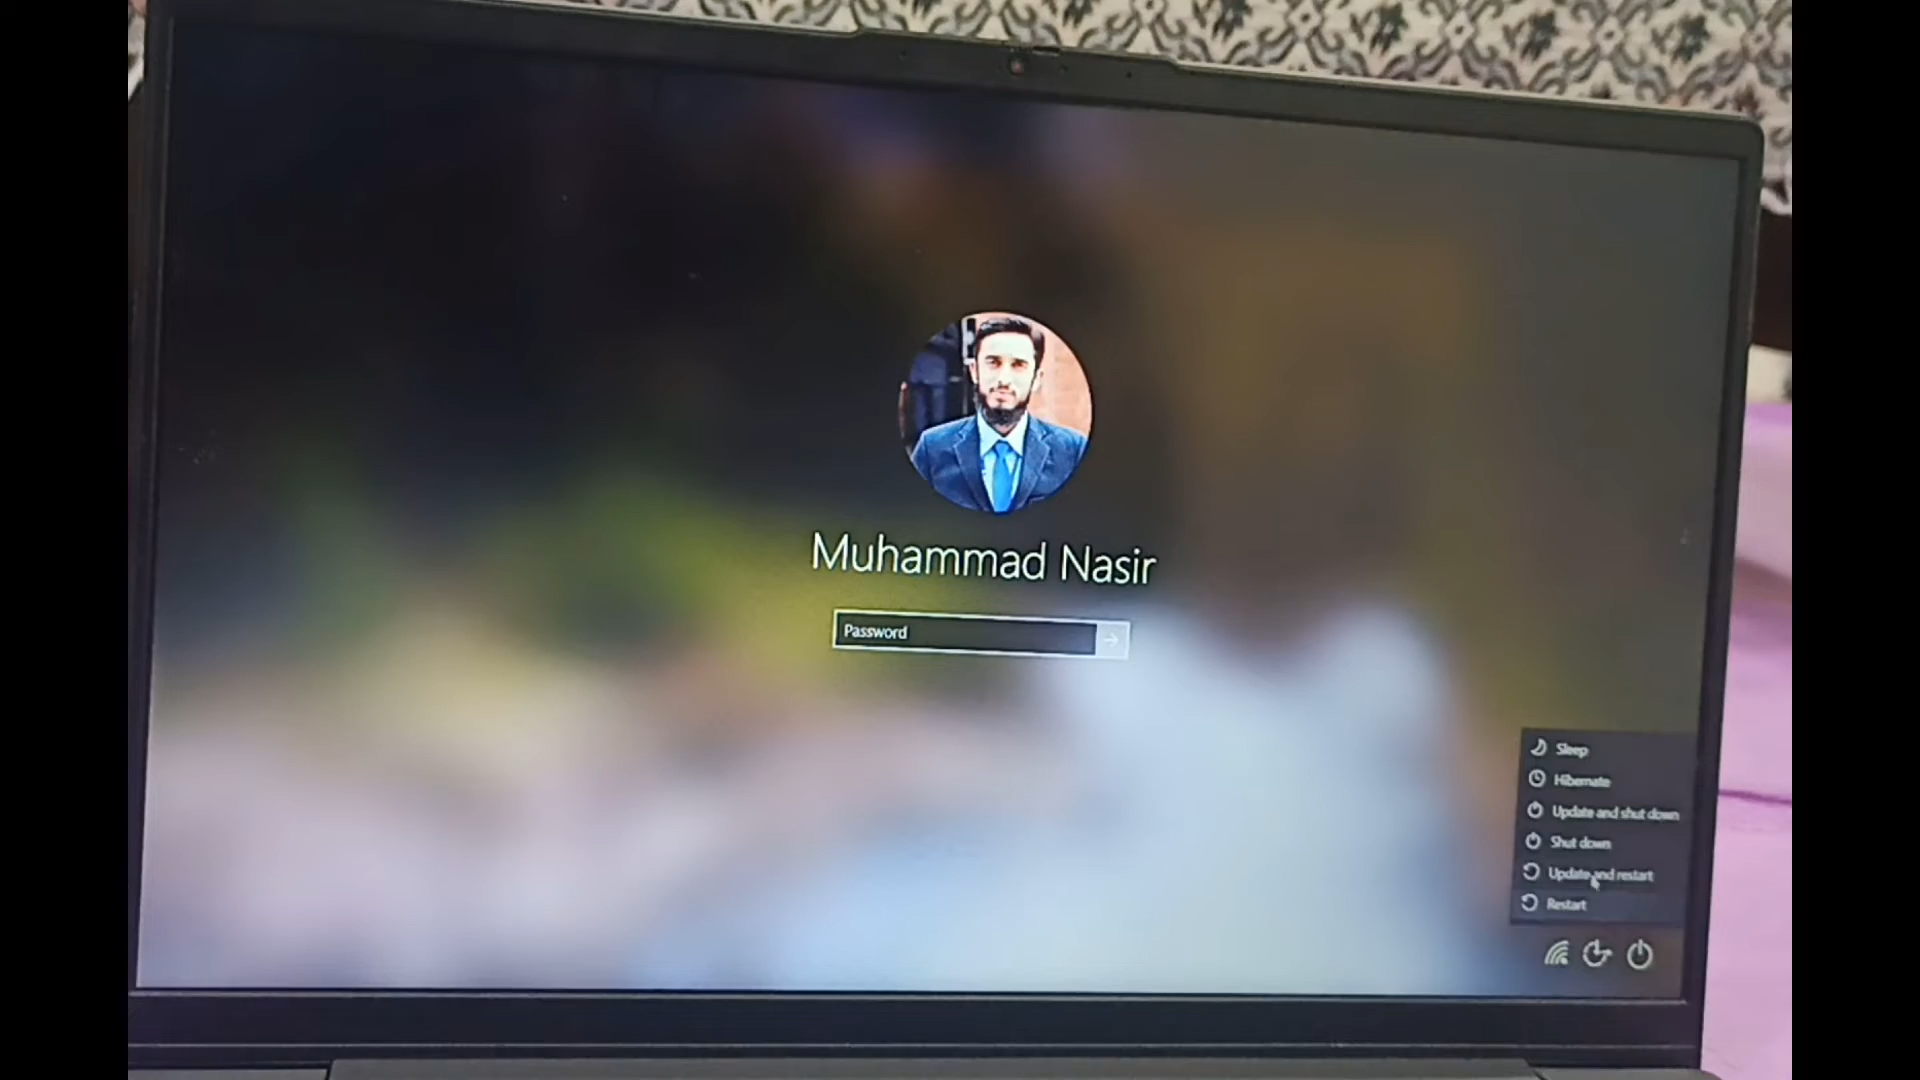 Muhammad Nasir
Password
Sleep
Hibernate
Update and shut down
Shut down
Update and restart
Restart